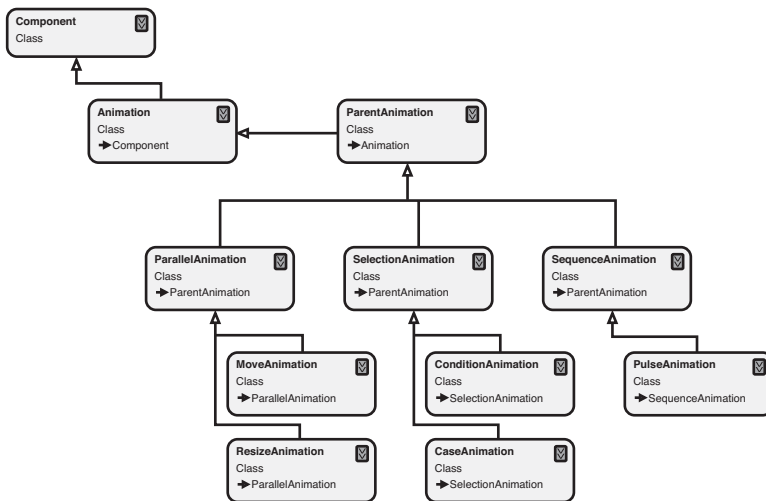 Component
Class
Animation
Class
Component
ParentAnimation
Class
Animation
ParallelAnimation
Class
ParentAnimation
SelectionAnimation
Class
ParentAnimation
SequenceAnimation
Class
ParentAnimation
MoveAnimation
Class
ParallelAnimation
ConditionAnimation
Class
SelectionAnimation
PulseAnimation
Class
SequenceAnimation
ResizeAnimation
Class
ParallelAnimation
CaseAnimation
Class
SelectionAnimation